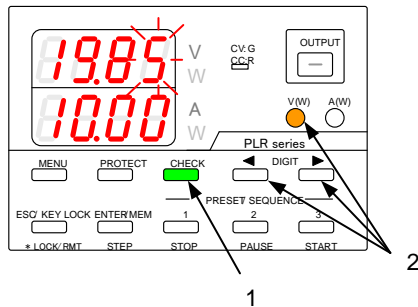 19.85 V
W
CV:G
CC:R
OUTPUT
10.00 A
W
V(W) A(W)
PLR series
MENU PROTECT CHECK ◄ DIGIT ►
PRESET/ SEQUENCE
ESC/ KEY LOCK ENTER/MEM 1 2 3
* LOCK/RMT STEP STOP PAUSE START
1
2